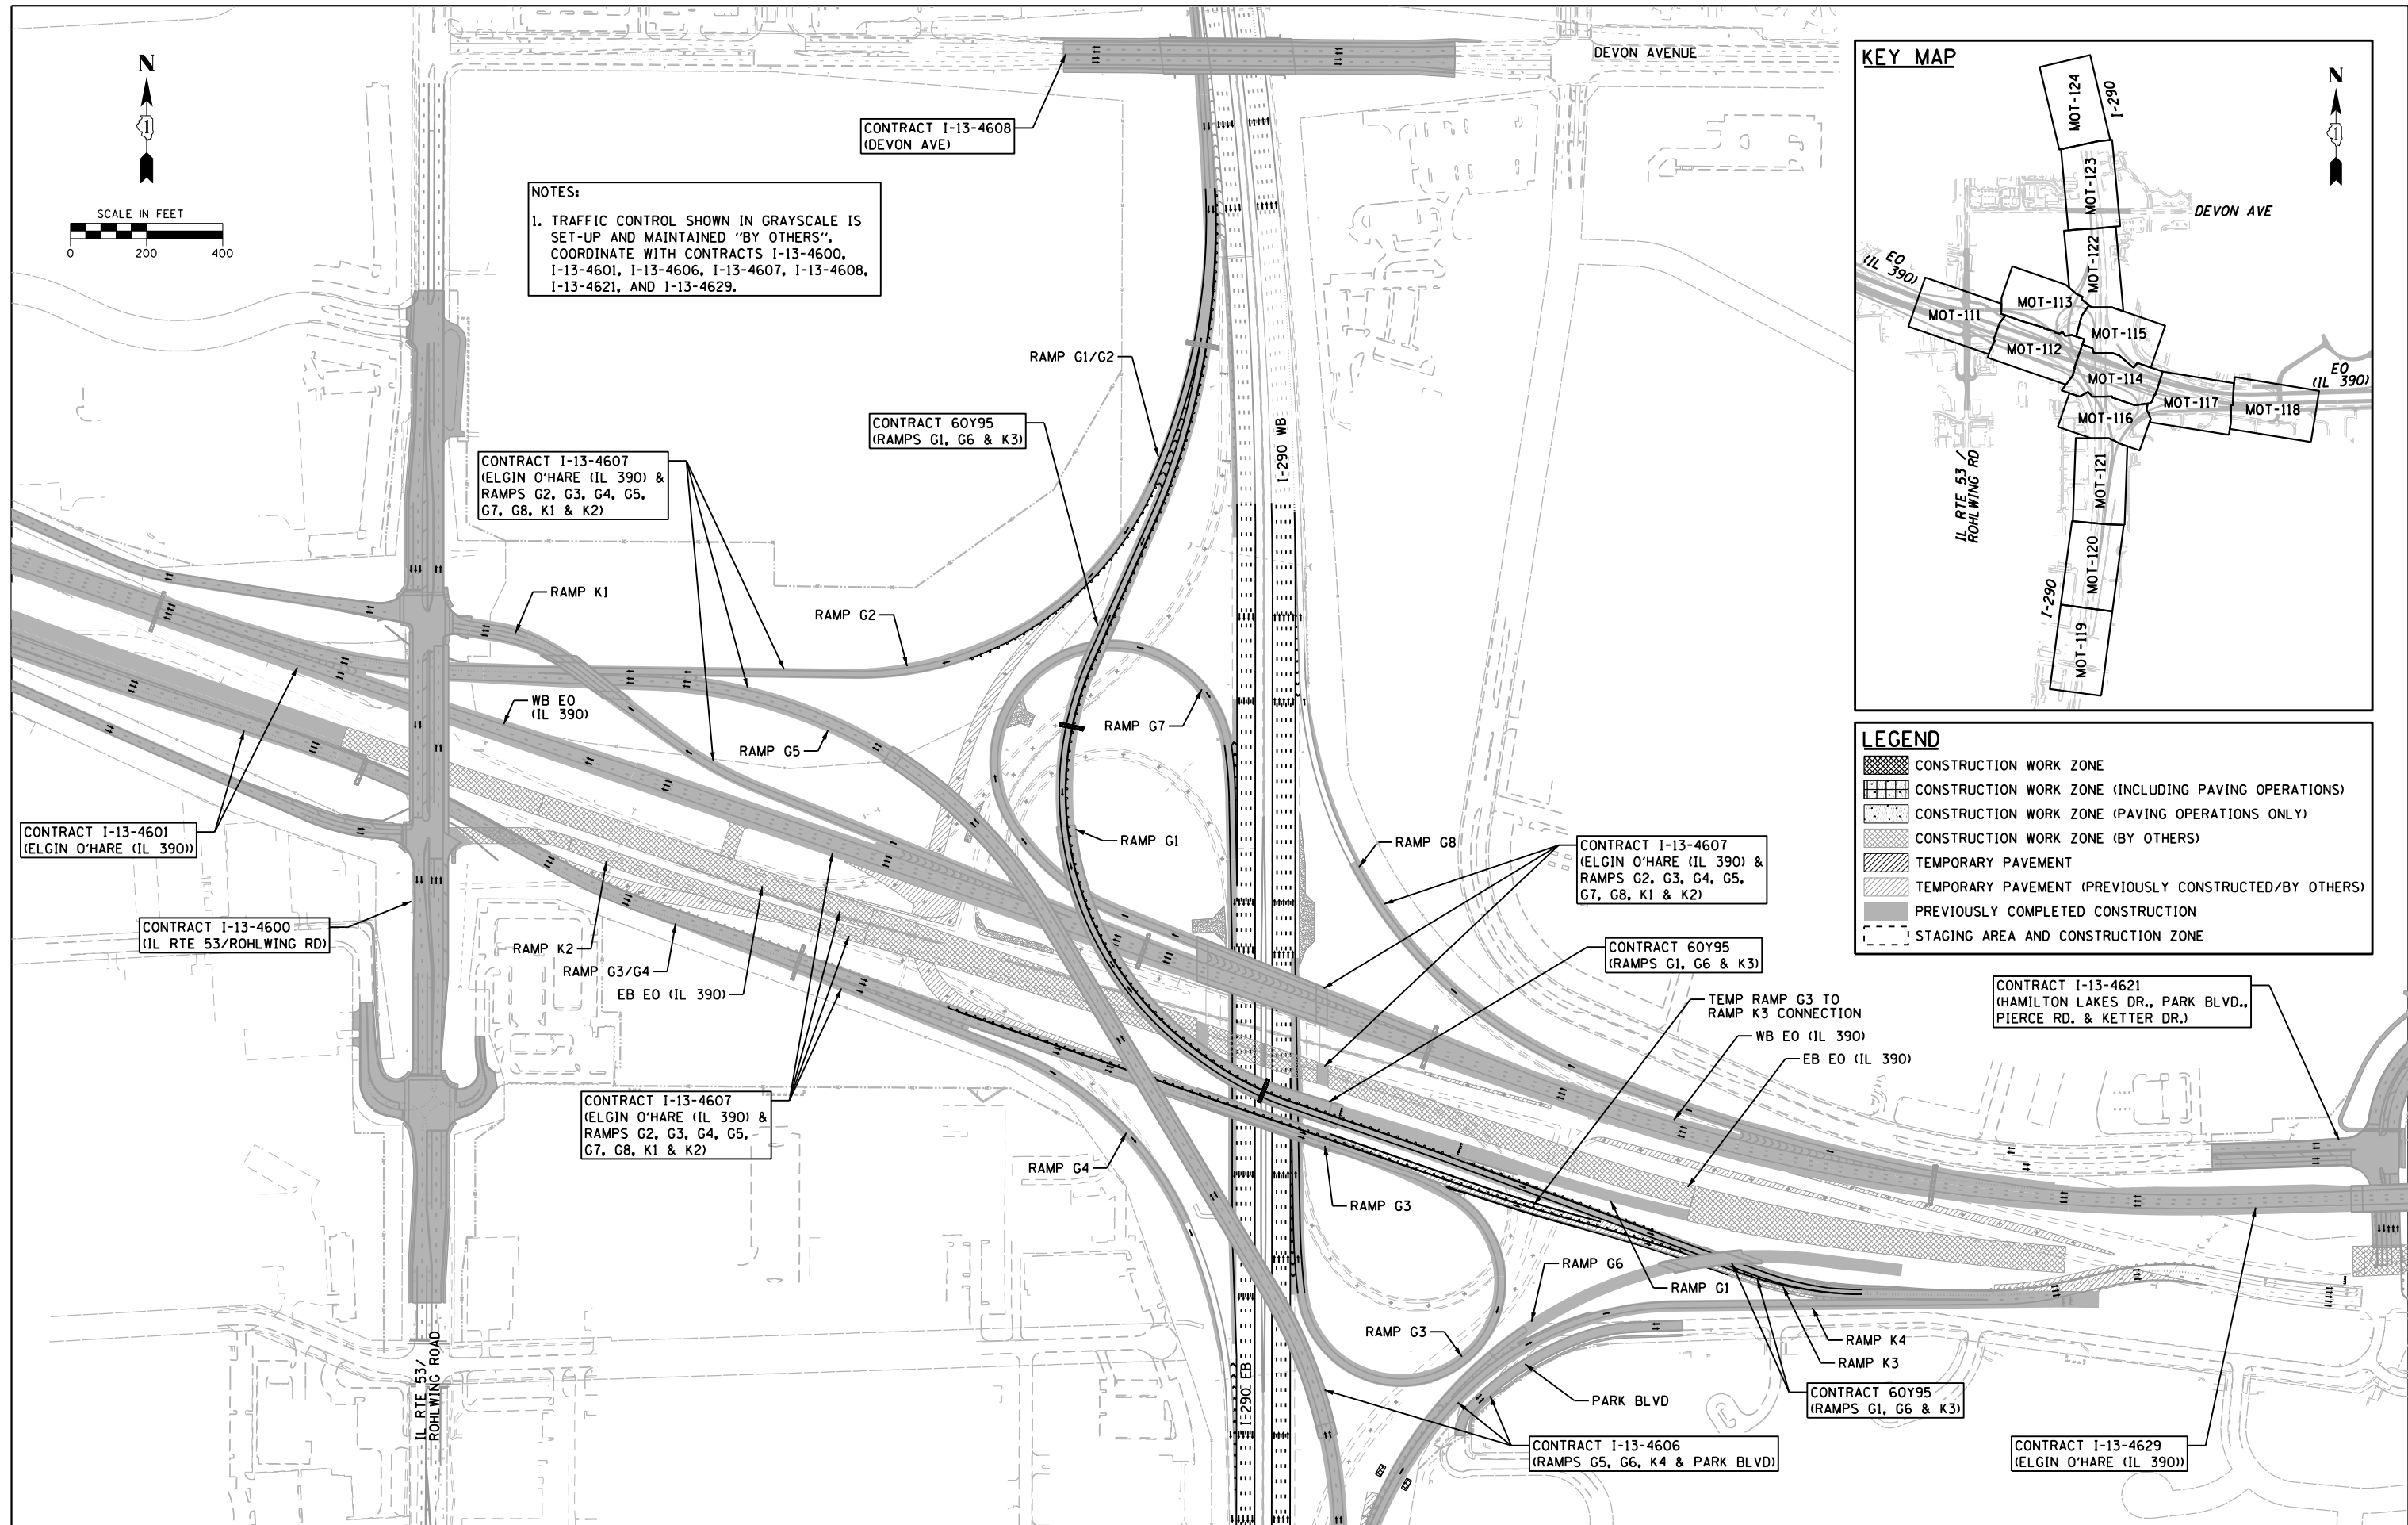 N
1
SCALE IN FEET
0 200 400
NOTES:
1. TRAFFIC CONTROL SHOWN IN GRAYSCALE IS
SET-UP AND MAINTAINED "BY OTHERS".
COORDINATE WITH CONTRACTS I-13-4600,
I-13-4601, I-13-4606, I-13-4607, I-13-4608,
I-13-4621, AND I-13-4629.
CONTRACT I-13-4608
(DEVON AVE)
DEVON AVENUE
RAMP G1/G2
CONTRACT 60Y95
(RAMPS G1, G6 & K3)
I-290 WB
CONTRACT I-13-4607
(ELGIN O'HARE (IL 390) &
RAMPS G2, G3, G4, G5,
G7, G8, K1 & K2)
RAMP K1
RAMP G2
WB EO
(IL 390)
RAMP G5
RAMP G7
RAMP G1
RAMP G8
CONTRACT I-13-4601
(ELGIN O'HARE (IL 390))
CONTRACT I-13-4600
(IL RTE 53/ROHLWING RD)
RAMP K2
RAMP G3/G4
EB EO (IL 390)
CONTRACT I-13-4607
(ELGIN O'HARE (IL 390) &
RAMPS G2, G3, G4, G5,
G7, G8, K1 & K2)
RAMP G4
CONTRACT I-13-4607
(ELGIN O'HARE (IL 390) &
RAMPS G2, G3, G4, G5,
G7, G8, K1 & K2)
CONTRACT 60Y95
(RAMPS G1, G6 & K3)
TEMP RAMP G3 TO
RAMP K3 CONNECTION
WB EO (IL 390)
EB EO (IL 390)
CONTRACT I-13-4621
(HAMILTON LAKES DR., PARK BLVD.,
PIERCE RD. & KETTER DR.)
RAMP G3
RAMP G6
RAMP G1
RAMP G3
RAMP K4
RAMP K3
PARK BLVD
CONTRACT 60Y95
(RAMPS G1, G6 & K3)
CONTRACT I-13-4606
(RAMPS G5, G6, K4 & PARK BLVD)
CONTRACT I-13-4629
(ELGIN O'HARE (IL 390))
IL RTE 53/
ROHLWING ROAD
I-290 EB
KEY MAP
N
1
MOT-124
I-290
MOT-123
DEVON AVE
MOT-122
EO
(IL 390)
MOT-113
MOT-111
MOT-115
MOT-112
MOT-114
EO
(IL 390)
MOT-117
MOT-118
MOT-116
IL RTE 53 /
ROHLWING RD
MOT-121
MOT-120
I-290
MOT-119
LEGEND
CONSTRUCTION WORK ZONE
CONSTRUCTION WORK ZONE (INCLUDING PAVING OPERATIONS)
CONSTRUCTION WORK ZONE (PAVING OPERATIONS ONLY)
CONSTRUCTION WORK ZONE (BY OTHERS)
TEMPORARY PAVEMENT
TEMPORARY PAVEMENT (PREVIOUSLY CONSTRUCTED/BY OTHERS)
PREVIOUSLY COMPLETED CONSTRUCTION
STAGING AREA AND CONSTRUCTION ZONE